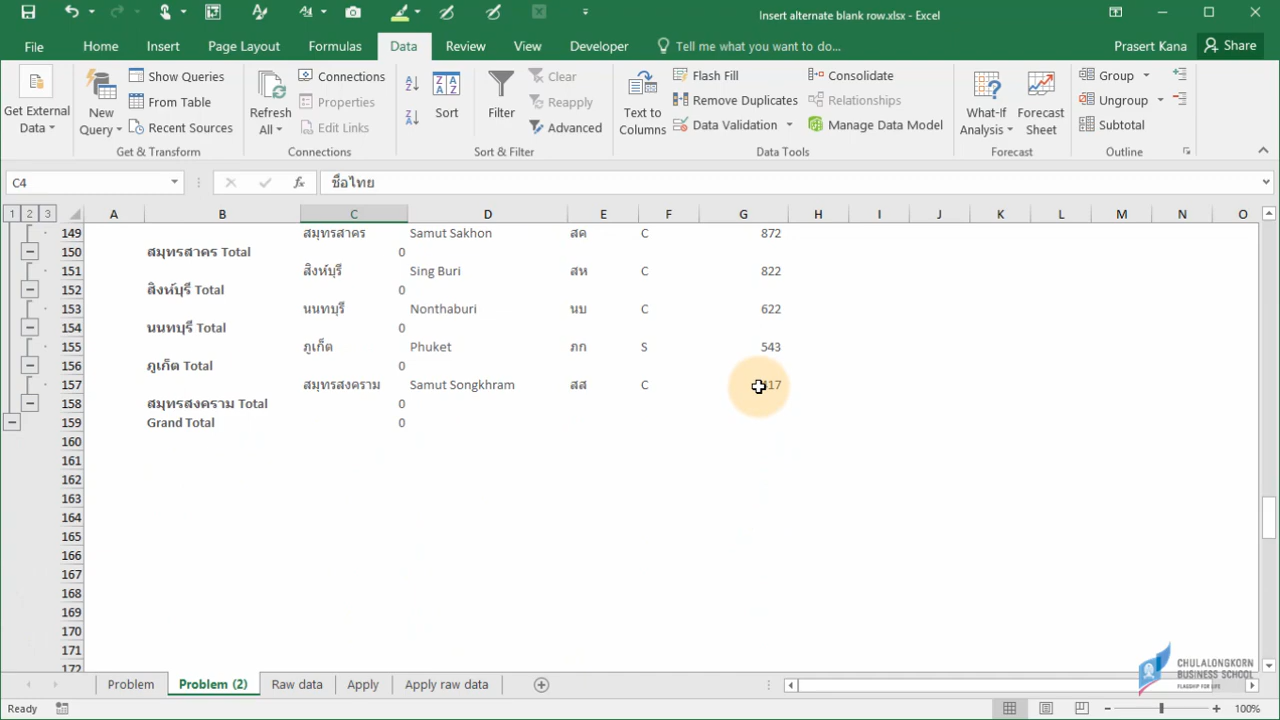 Insert alternate blank row.xlsx - Excel
File Home Insert Page Layout Formulas Data Review View Developer Tell me what you want to do... Prasert Kana Share
Get External Data
New Query
Show Queries
From Table
Recent Sources
Get & Transform
Refresh All
Connections
Properties
Edit Links
Connections
Sort
Filter
Clear
Reapply
Advanced
Sort & Filter
Text to Columns
Flash Fill
Remove Duplicates
Data Validation
Consolidate
Relationships
Manage Data Model
Data Tools
What-If Analysis
Forecast Sheet
Forecast
Group
Ungroup
Subtotal
Outline
C4 fx ชื่อไทย
1 2 3 A B C D E F G H I J K L M N O
149 สมุทรสาคร Samut Sakhon สค C 872
150 สมุทรสาคร Total 0
151 สิงห์บุรี Sing Buri สห C 822
152 สิงห์บุรี Total 0
153 นนทบุรี Nonthaburi นบ C 622
154 นนทบุรี Total 0
155 ภูเก็ต Phuket ภก S 543
156 ภูเก็ต Total 0
157 สมุทรสงคราม Samut Songkhram สส C
158 สมุทรสงคราม Total 0
159 Grand Total 0
160
161
162
163
164
165
166
167
168
169
170
171
172
CHULALONGKORN
BUSINESS SCHOOL
FLAGSHIP FOR LIFE
Problem Problem (2) Raw data Apply Apply raw data
Ready 100%